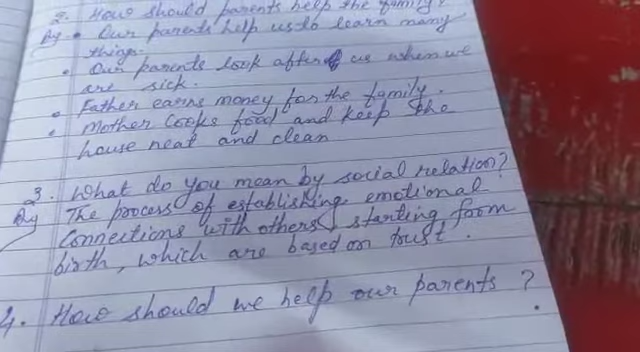 2. How should parents help the family?
Ay • Our parents help us to learn many
things.
• Our parents look after us when we
are sick.
• Father earns money for the family.
• Mother cooks food and keep the
house neat and clean
3. What do you mean by social relation?
Ay The process of establishing emotional
connections with others, starting from
birth, which are based on trust.
4. How should we help our parents?